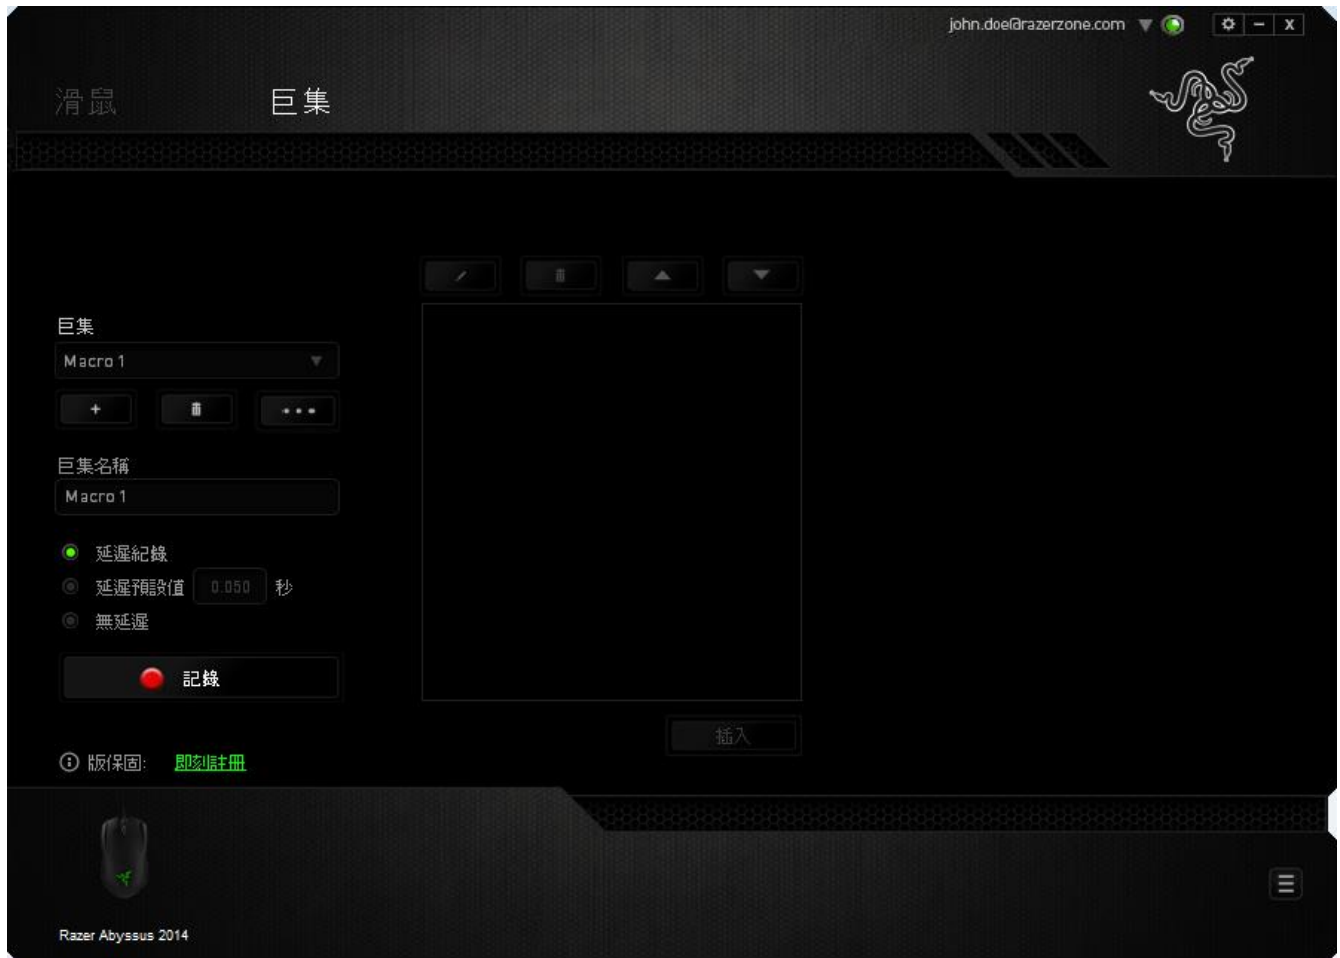 john.doe@razerzone.com
滑鼠 巨集
巨集
Macro 1
巨集名稱
Macro 1
延遲紀錄
延遲預設值 0.050 秒
無延遲
記錄
插入
版保固: 即刻註冊
Razer Abyssus 2014